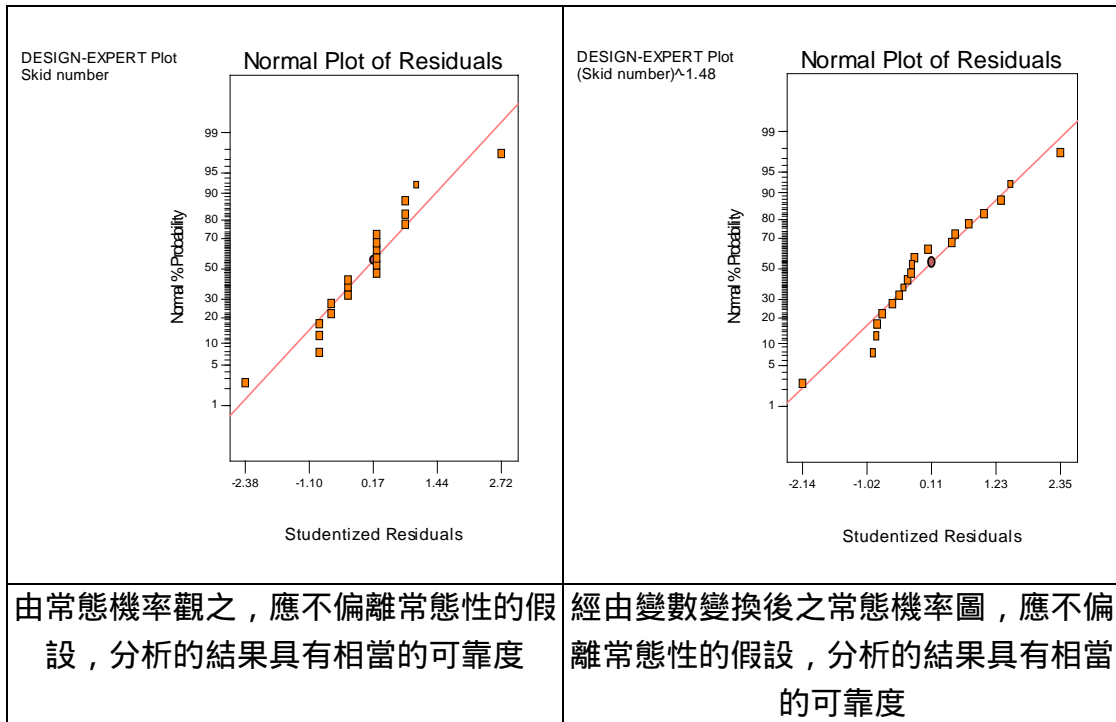 DESIGN-EXPERT Plot
Skid number
Normal Plot of Residuals
Normal % Probability
99
95
90
80
70
50
30
20
10
5
1
-2.38
-1.10
0.17
1.44
2.72
Studentized Residuals
由常態機率觀之，應不偏離常態性的假
設，分析的結果具有相當的可靠度
DESIGN-EXPERT Plot
(Skid number)^-1.48
Normal Plot of Residuals
Normal % Probability
99
95
90
80
70
50
30
20
10
5
1
-2.14
-1.02
0.11
1.23
2.35
Studentized Residuals
經由變數變換後之常態機率圖，應不偏
離常態性的假設，分析的結果具有相當
的可靠度